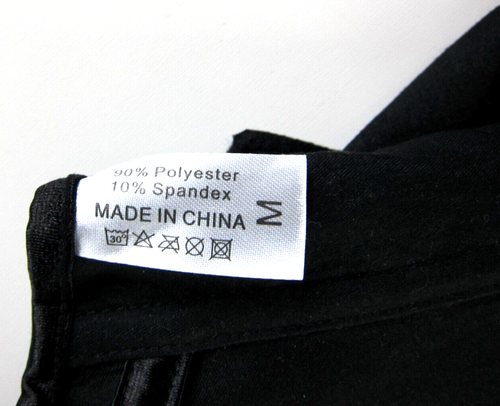 90% Polyester
10% Spandex
MADE IN CHINA
M
30°